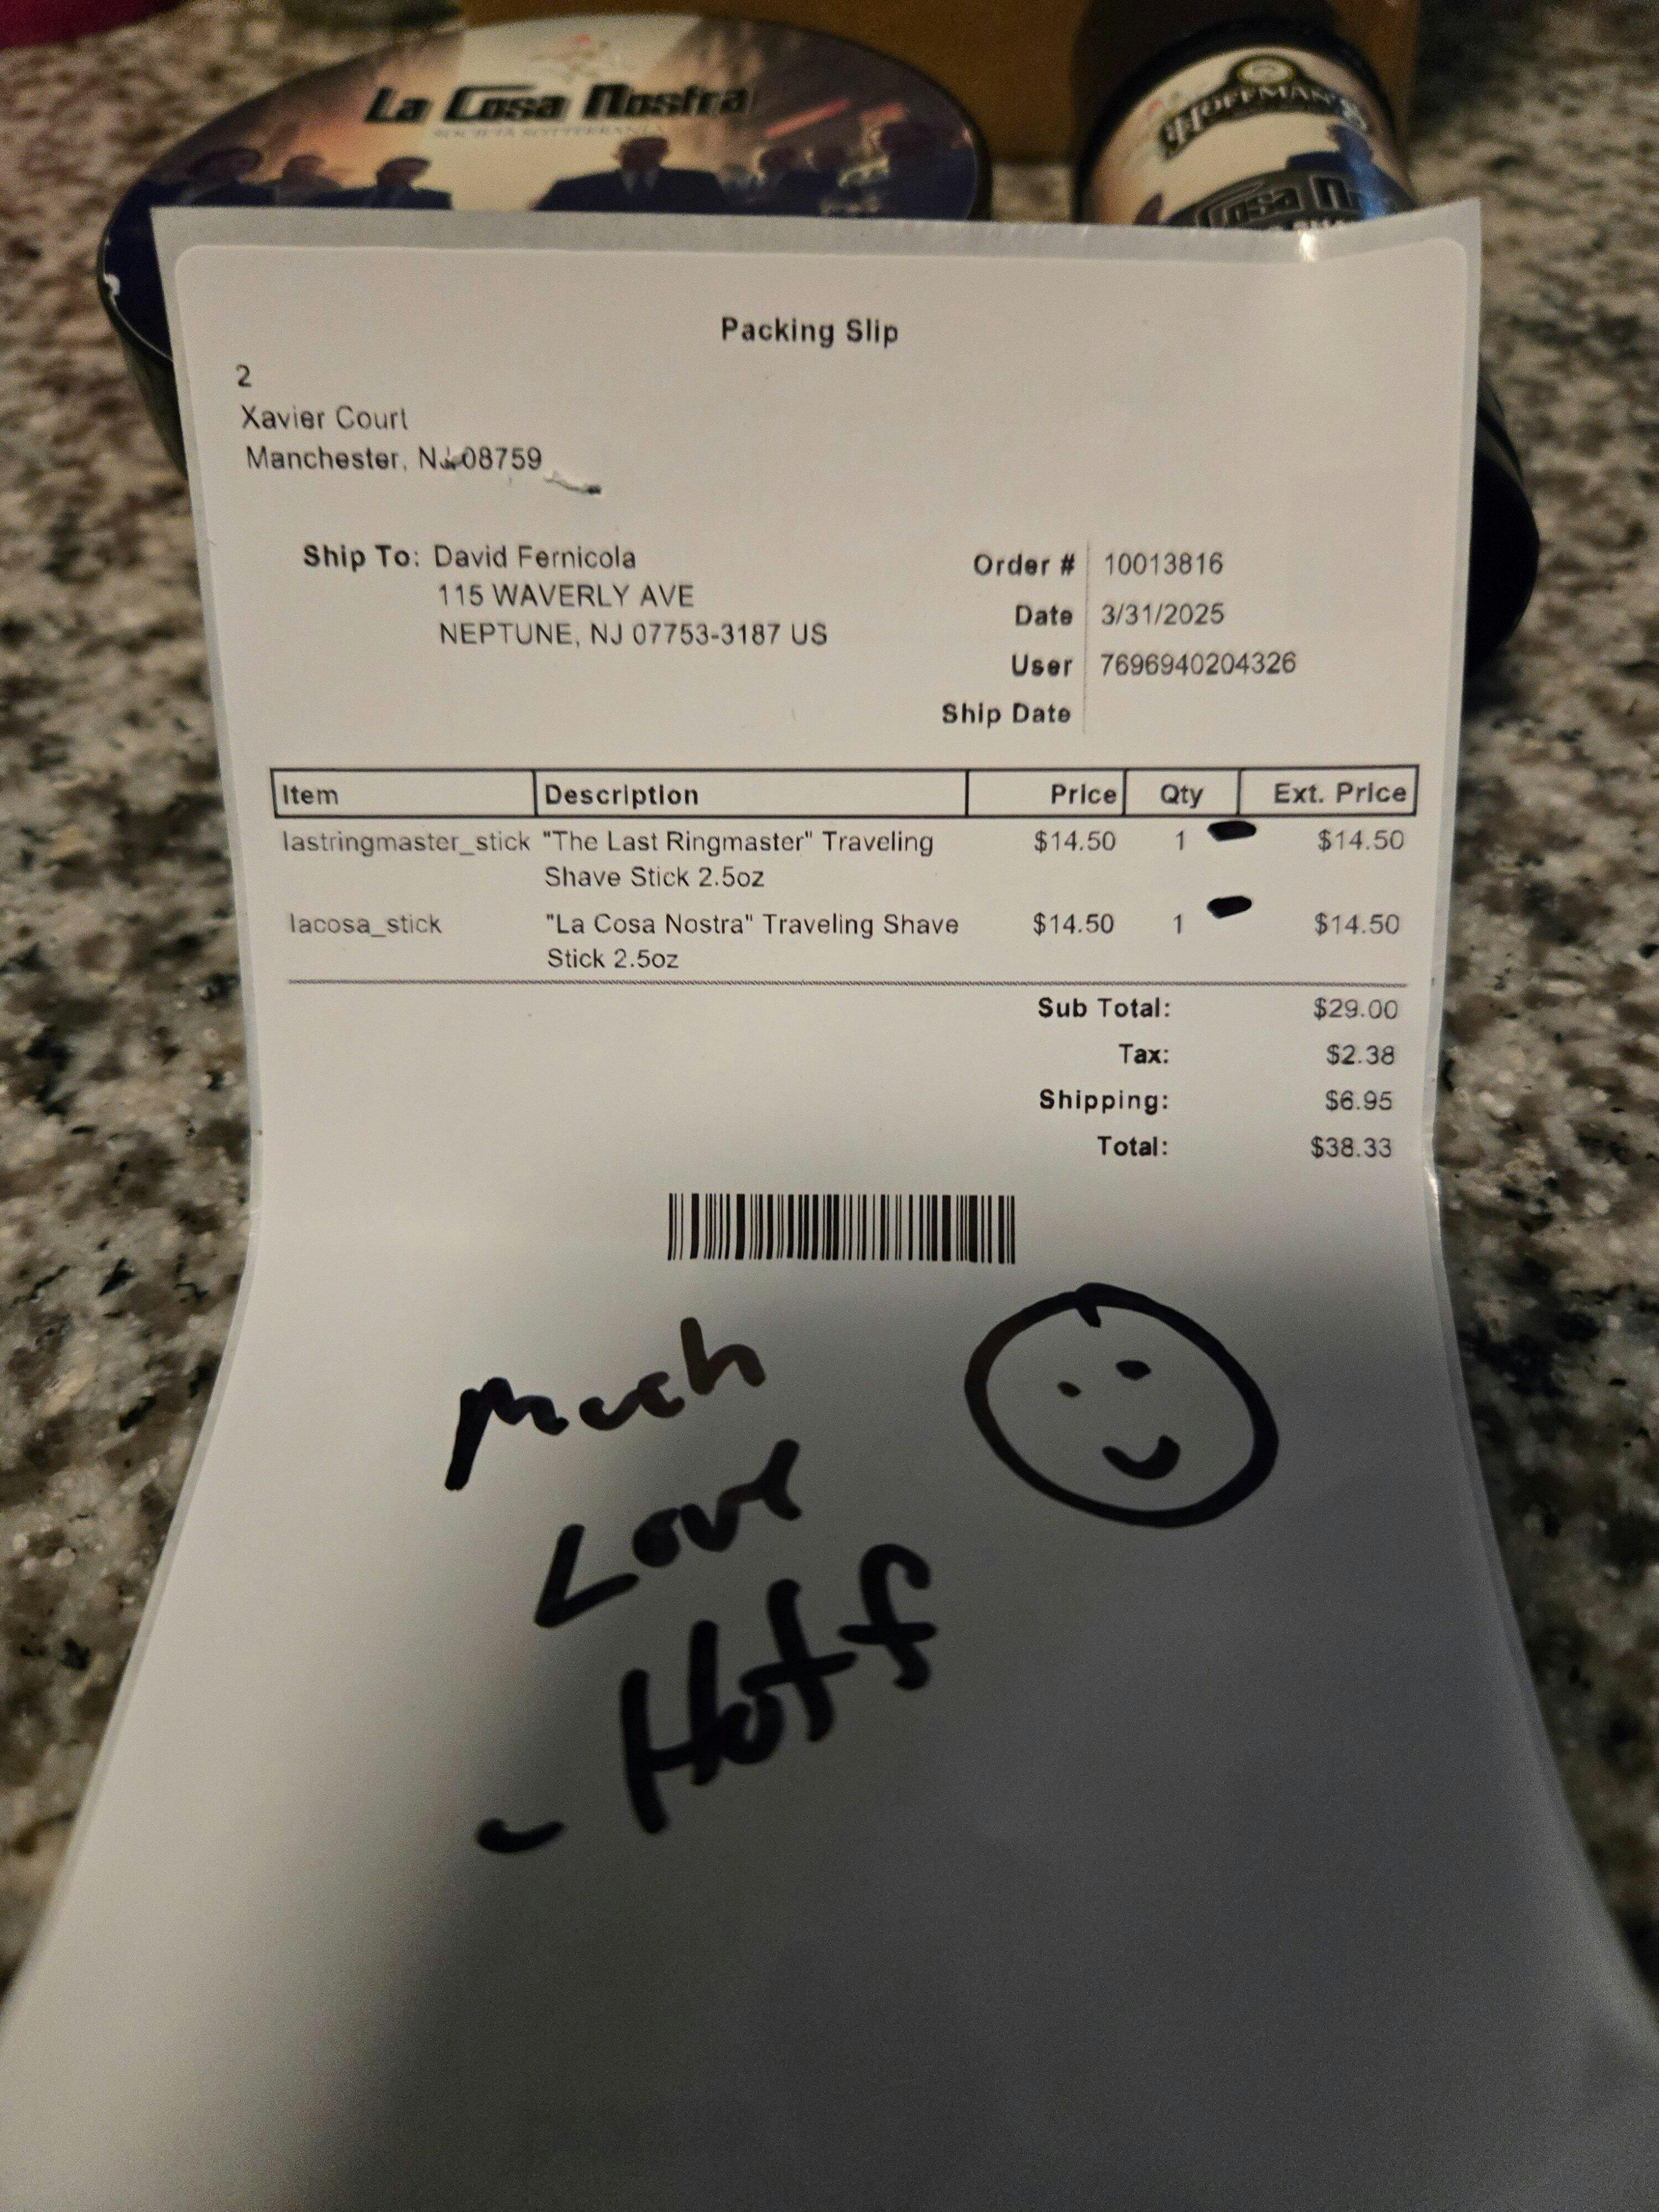 La Cosa Nostra
HOFFMAN'S
Cosa
Packing Slip
2
Xavier Court
Manchester, NJ 08759
Ship To: David Fernicola
115 WAVERLY AVE
NEPTUNE, NJ 07753-3187 US
Order # 10013816
Date 3/31/2025
User 7696940204326
Ship Date
Item Description Price Qty Ext. Price
lastringmaster_stick "The Last Ringmaster" Traveling $14.50 1 $14.50
Shave Stick 2.5oz
lacosa_stick "La Cosa Nostra" Traveling Shave $14.50 1 $14.50
Stick 2.5oz
Sub Total: $29.00
Tax: $2.38
Shipping: $6.95
Total: $38.33
Much
Love
- Hoff